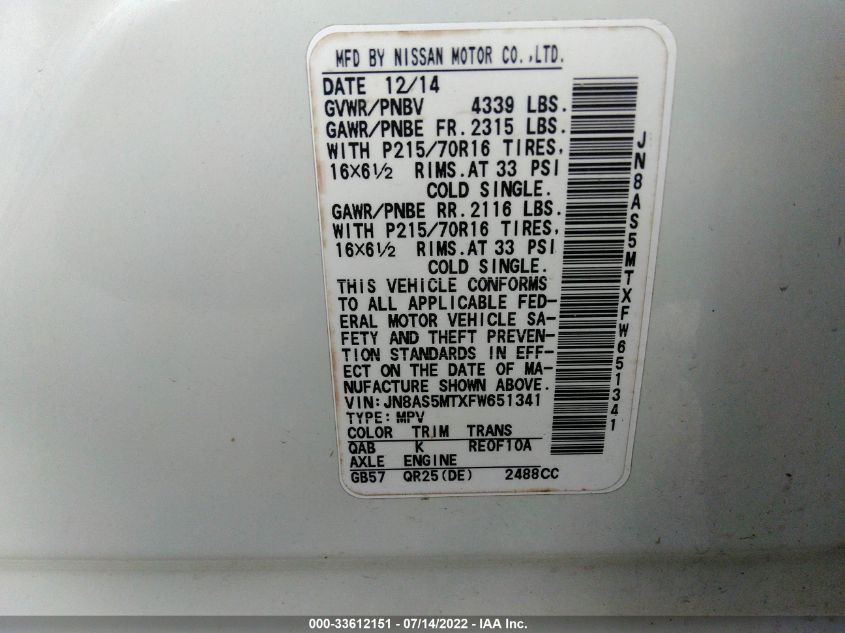 MFD BY NISSAN MOTOR CO.,LTD.
DATE 12/14
GVWR/PNBV 4339 LBS.
GAWR/PNBE FR.2315 LBS.
WITH P215/70R16 TIRES,
16X6½ RIMS.AT 33 PSI
COLD SINGLE.
GAWR/PNBE RR.2116 LBS.
WITH P215/70R16 TIRES,
16X6½ RIMS.AT 33 PSI
COLD SINGLE.
THIS VEHICLE CONFORMS
TO ALL APPLICABLE FED-
ERAL MOTOR VEHICLE SA-
FETY AND THEFT PREVEN-
TION STANDARDS IN EFF-
ECT ON THE DATE OF MA-
NUFACTURE SHOWN ABOVE.
VIN:JN8AS5MTXFW651341
TYPE:MPV
COLOR TRIM TRANS
QAB K RE0F10A
AXLE ENGINE
GB57 QR25(DE) 2488CC
JN8AS5MTXFW651341
000-33612151 - 07/14/2022 - IAA Inc.